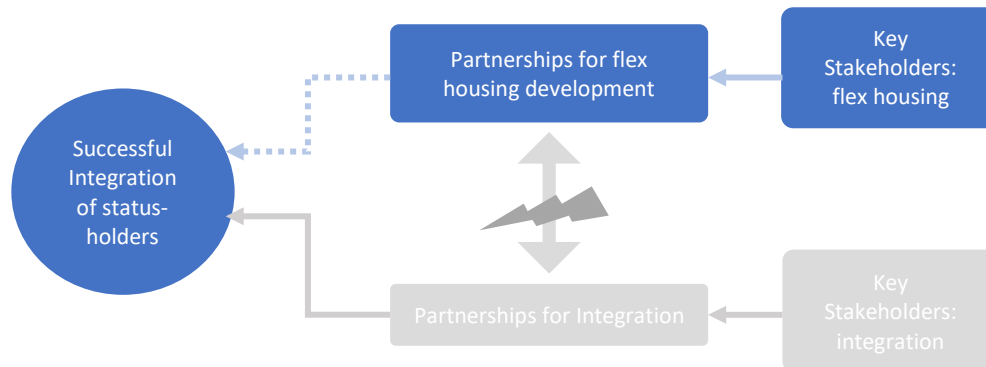 Partnerships for flex
housing development
Key
Stakeholders:
flex housing
Successful
Integration
of status-
holders
Partnerships for Integration
Key
Stakeholders:
integration